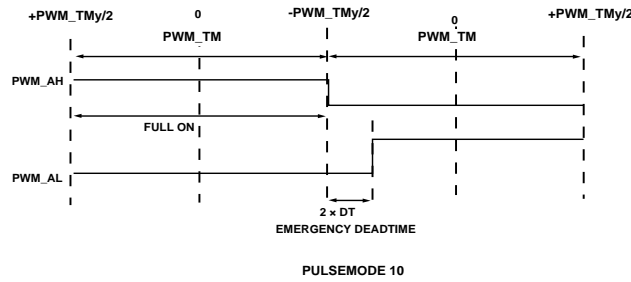 +PWM_TMy/2 0 -PWM_TMy/2 0 +PWM_TMy/2
PWM_TM PWM_TM
PWM_AH
FULL ON
PWM_AL
2 × DT
EMERGENCY DEADTIME
PULSEMODE 10